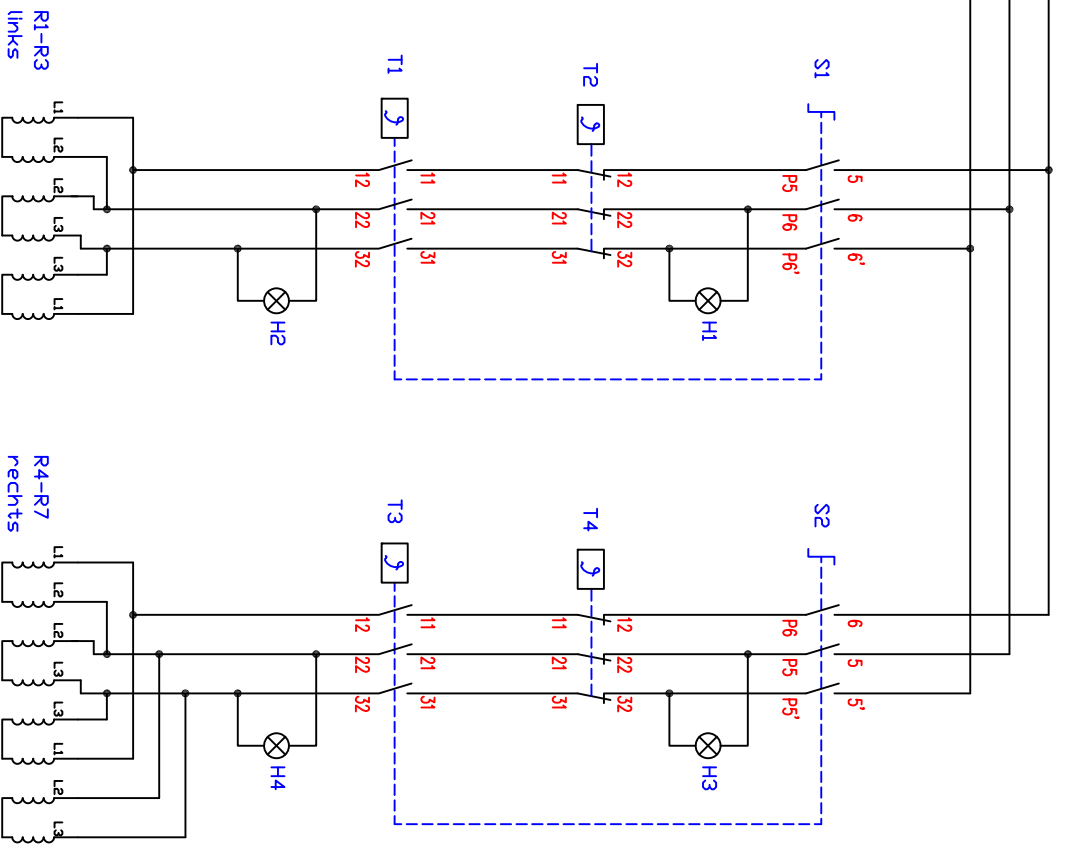 R1-R3
links
L1
L2
L2
L3
L3
L1
T1
12
11
22
21
32
31
H2
T2
11
12
21
22
31
32
H1
S1
P5
5
P6
6
P6'
6'
R4-R7
rechts
L1
L2
L2
L3
L3
L1
L2
L3
T3
12
11
22
21
32
31
H4
T4
11
12
21
22
31
32
H3
S2
P6
6
P5
5
P5'
5'
ϑ
ϑ
ϑ
ϑ